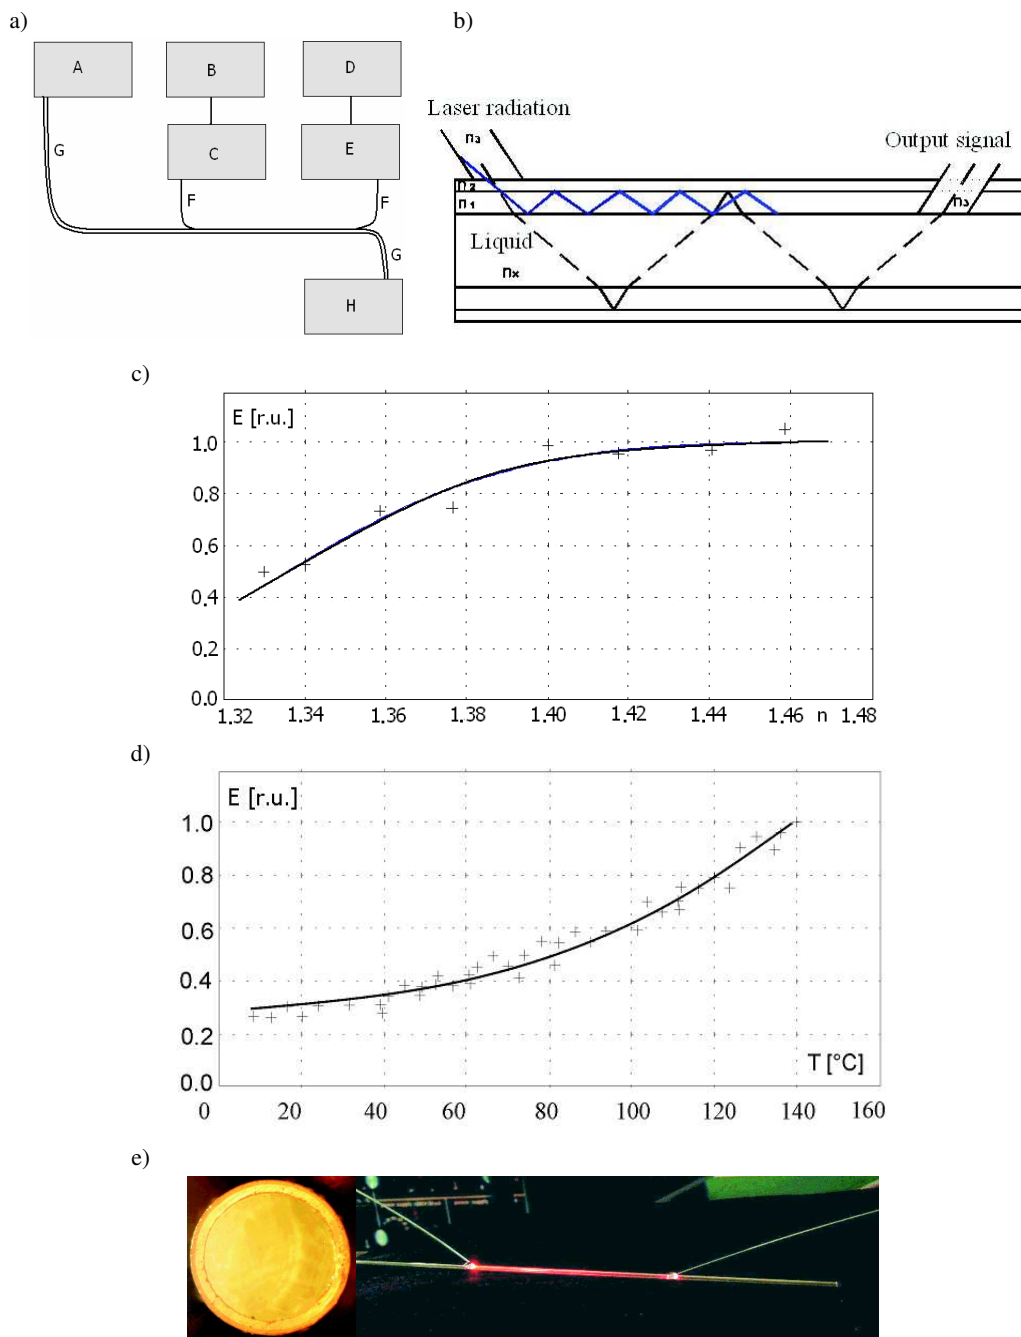 a)
b)
A
B
D
C
E
G
F
F
G
H
Laser radiation
Output signal
n₃
n₂
n₁
n₃
Liquid
nₓ
c)
E [r.u.]
1.0
0.8
0.6
0.4
0.2
0.0
1.32 1.34 1.36 1.38 1.40 1.42 1.44 1.46 n 1.48
d)
E [r.u.]
1.0
0.8
0.6
0.4
0.2
0.0
T [°C]
0 20 40 60 80 100 120 140 160
e)